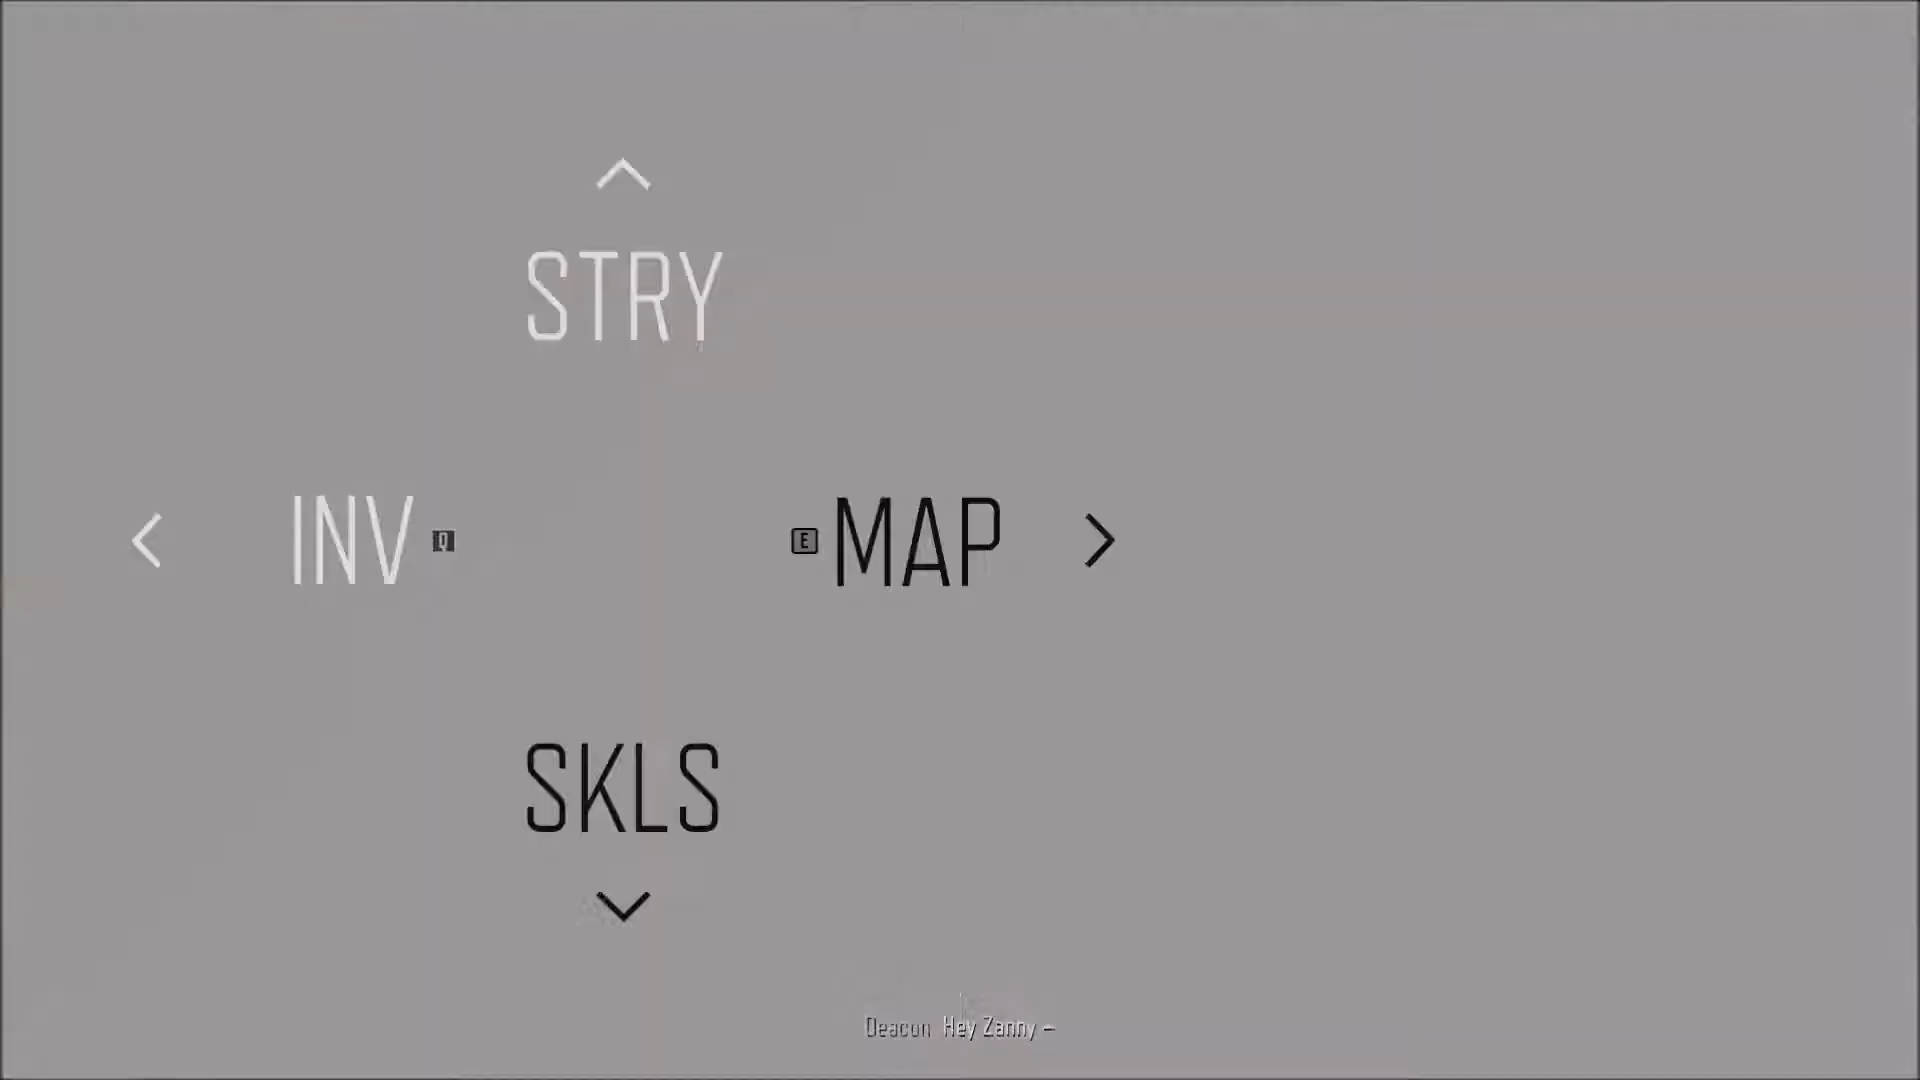 STRY
INV Q
E MAP
SKLS
Deacon Hey Zanny –